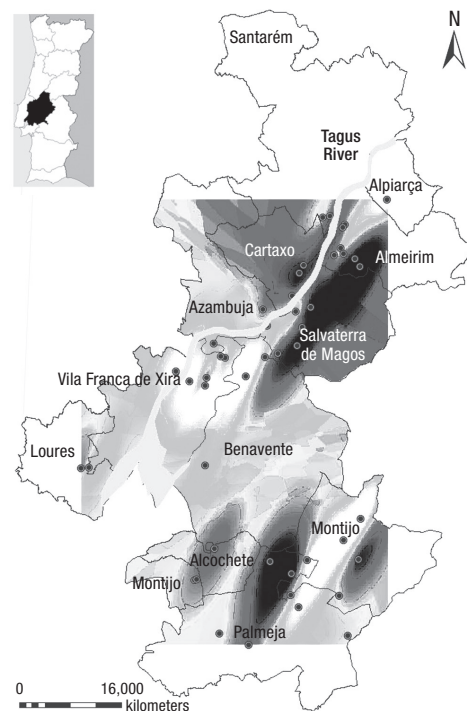 Santarém
N
Tagus
River
Alpiarça
Cartaxo
Almeirim
Azambuja
Salvaterra
de Magos
Vila Franca de Xira
Loures
Benavente
Montijo
Alcochete
Montijo
Palmeja
0 16,000
kilometers